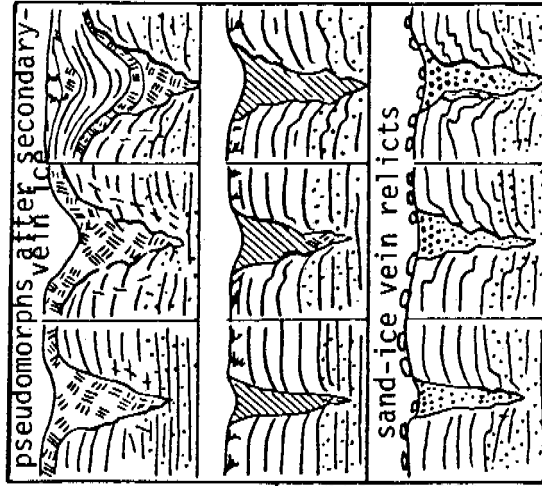 pseudomorphs after secondary-
vein ice
sand-ice vein relicts